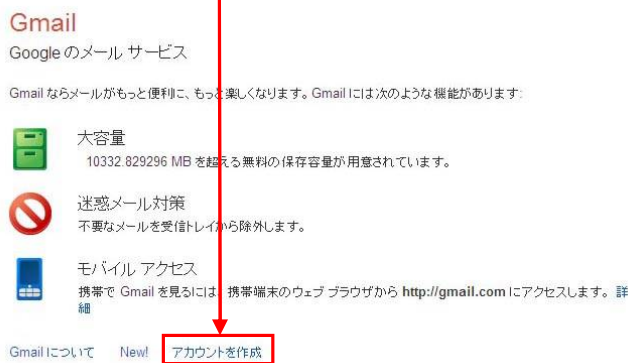 Gmail
Google のメール サービス
Gmail ならメールがもっと便利に、もっと楽しくなります。Gmail には次のような機能があります:
大容量
10332.829296 MB を超える無料の保存容量が用意されています。
迷惑メール対策
不要なメールを受信トレイから除外します。
モバイル アクセス
携帯で Gmail を見るには、携帯端末のウェブ ブラウザから http://gmail.com にアクセスします。詳
細
Gmail について New! アカウントを作成